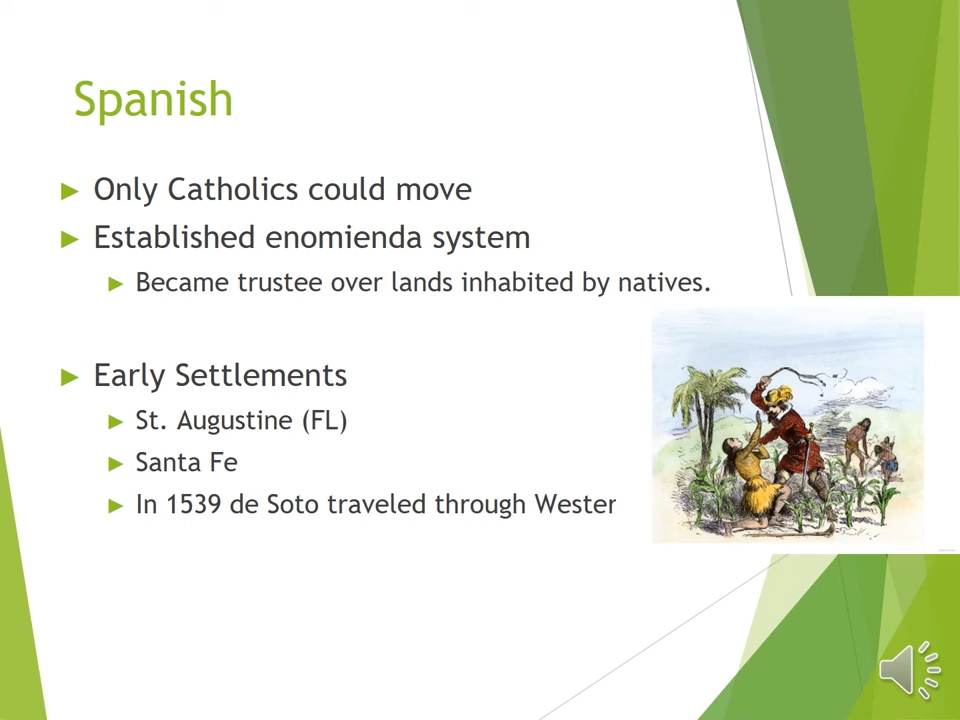 Spanish
Only Catholics could move
Established enomienda system
Became trustee over lands inhabited by natives.
Early Settlements
St. Augustine (FL)
Santa Fe
In 1539 de Soto traveled through Wester